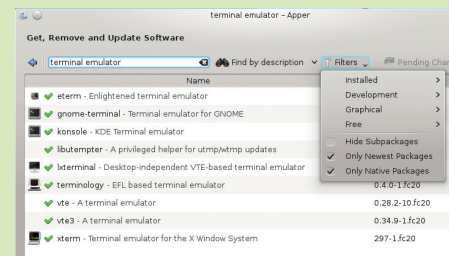 terminal emulator - Apper
Get, Remove and Update Software
terminal emulator
Find by description
Filters
Pending Char
Name
eterm - Enlightened terminal emulator
gnome-terminal - Terminal emulator for GNOME
konsole - KDE Terminal emulator
libutempter - A privileged helper for utmp/wtmp updates
lxterminal - Desktop-independent VTE-based terminal emulator
terminology - EFL based terminal emulator
0.4.0-1.fc20
vte - A terminal emulator
0.28.2-10.fc20
vte3 - A terminal emulator
0.34.9-1.fc20
xterm - Terminal emulator for the X Window System
297-1.fc20
Installed
Development
Graphical
Free
Hide Subpackages
Only Newest Packages
Only Native Packages